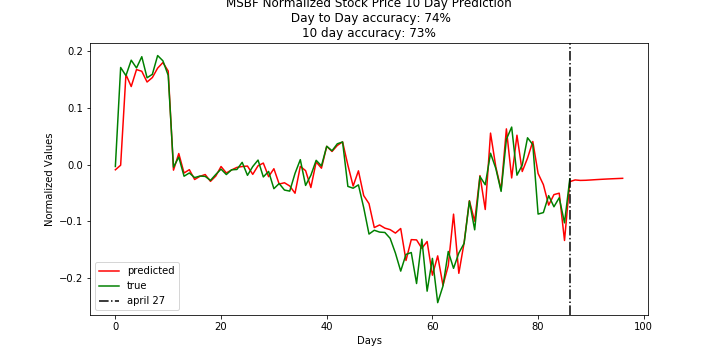 MSBF Normalized Stock Price 10 Day Prediction
Day to Day accuracy: 74%
10 day accuracy: 73%
0.2
0.1
0.0
−0.1
−0.2
Normalized Values
predicted
true
april 27
0
20
40
60
80
100
Days